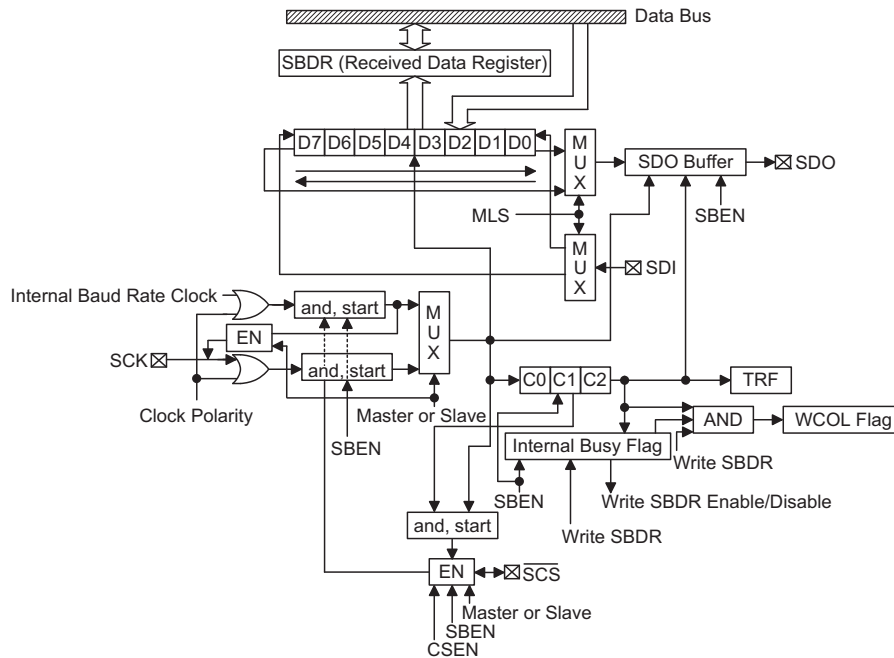 Data Bus
SBDR (Received Data Register)
D7 D6 D5 D4 D3 D2 D1 D0
MUX
SDO Buffer
SDO
MLS
SBEN
MUX
SDI
Internal Baud Rate Clock
and, start
MUX
EN
SCK
and, start
C0 C1 C2
TRF
Clock Polarity
Master or Slave
SBEN
AND
WCOL Flag
Internal Busy Flag
Write SBDR
SBEN
Write SBDR Enable/Disable
and, start
Write SBDR
EN
SCS
Master or Slave
SBEN
CSEN